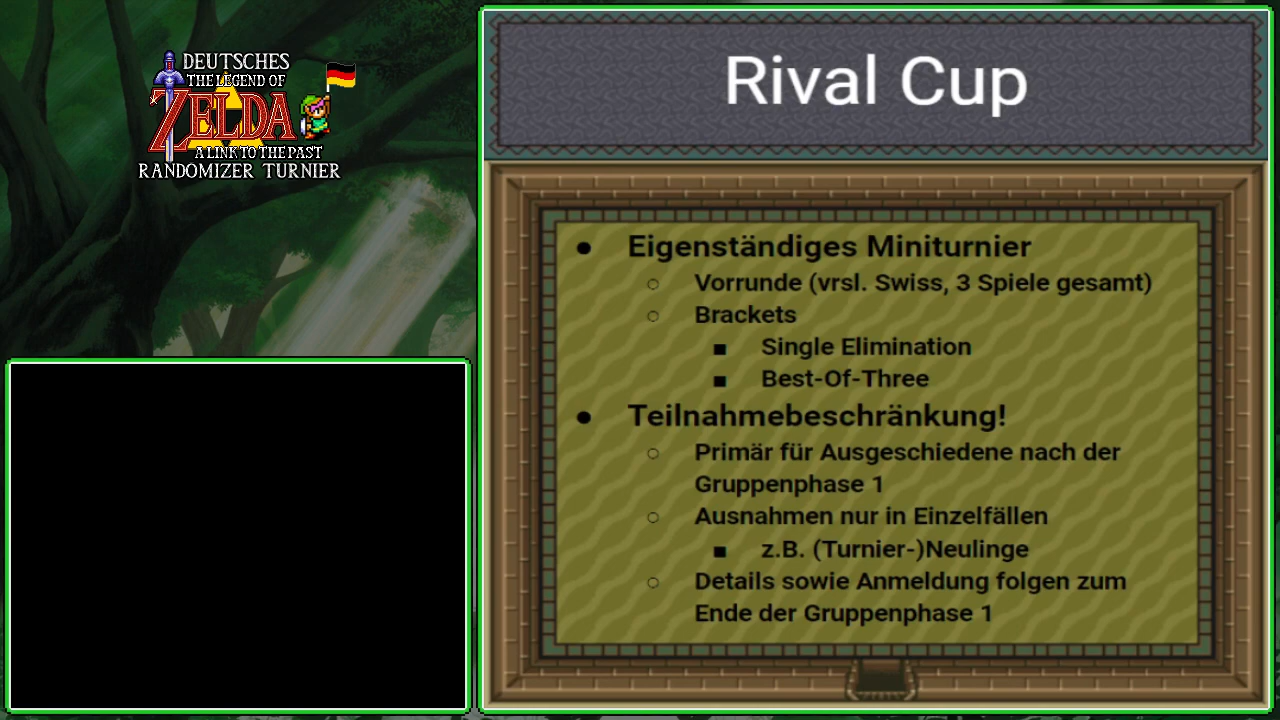 DEUTSCHES
THE LEGEND OF
ZELDA
A LINK TO THE PAST
RANDOMIZER TURNIER
Rival Cup
● Eigenständiges Miniturnier
○ Vorrunde (vrsl. Swiss, 3 Spiele gesamt)
○ Brackets
■ Single Elimination
■ Best-Of-Three
● Teilnahmebeschränkung!
○ Primär für Ausgeschiedene nach der
Gruppenphase 1
○ Ausnahmen nur in Einzelfällen
■ z.B. (Turnier-)Neulinge
○ Details sowie Anmeldung folgen zum
Ende der Gruppenphase 1